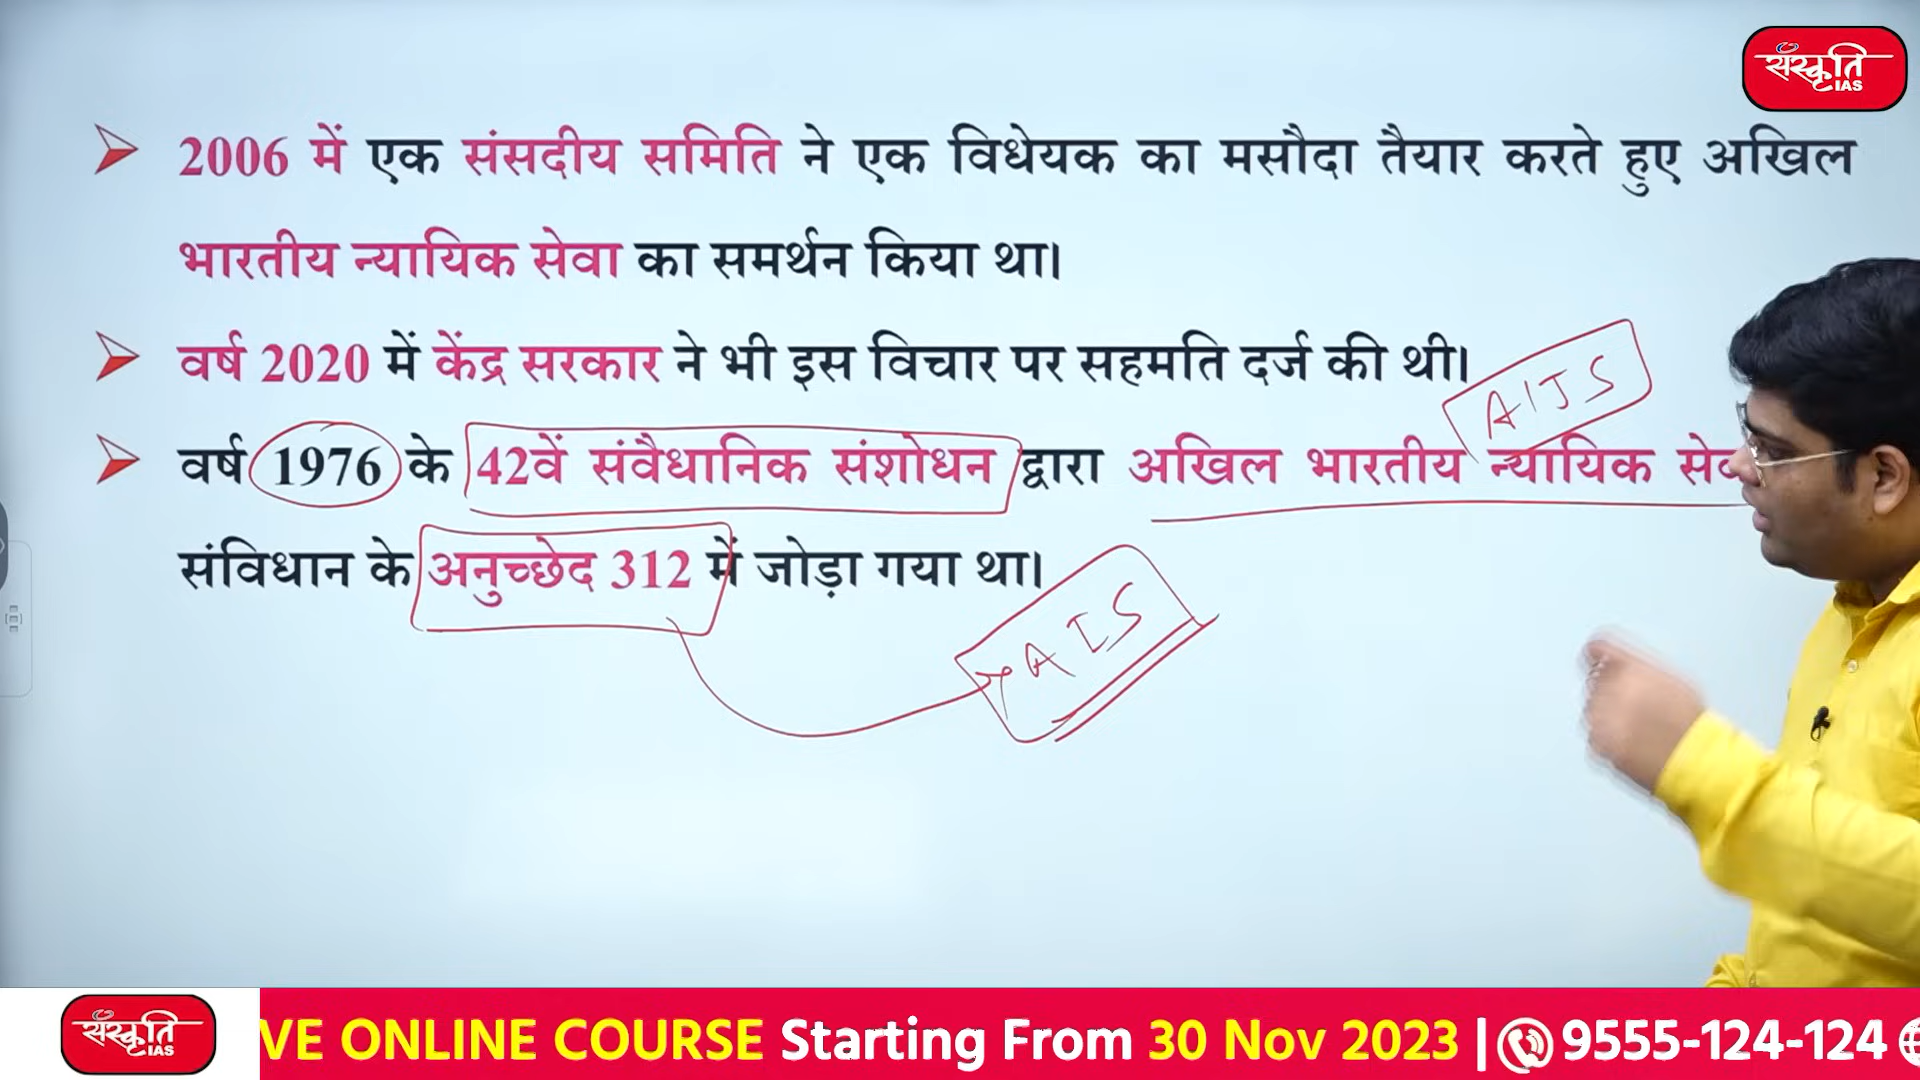 संस्कृति
IAS
2006 में एक संसदीय समिति ने एक विधेयक का मसौदा तैयार करते हुए अखिल
भारतीय न्यायिक सेवा का समर्थन किया था।
वर्ष 2020 में केंद्र सरकार ने भी इस विचार पर सहमति दर्ज की थी।
AIJS
वर्ष 1976 के 42वें संवैधानिक संशोधन द्वारा अखिल भारतीय न्यायिक
संविधान के अनुच्छेद 312 में जोड़ा गया था।
AIS
संस्कृति
IAS
VE ONLINE COURSE Starting From 30 Nov 2023 | 9555-124-124